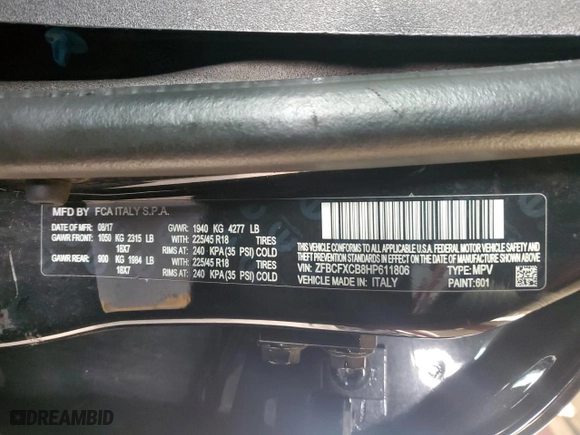 MFD BY FCA ITALY S.P.A.
DATE OF MFR: 08/17 GVWR: 1940 KG 4277 LB
GAWR FRONT: 1050 KG 2315 LB WITH: 225/45 R18 TIRES
18X7 RIMS AT: 240 KPA (35 PSI) COLD
GAWR REAR: 900 KG 1984 LB WITH: 225/45 R18 TIRES
18X7 RIMS AT: 240 KPA (35 PSI) COLD
THIS VEHICLE CONFORMS TO ALL APPLICABLE U.S.A. FEDERAL MOTOR VEHICLE SAFETY AND
THEFT PREVENTION STANDARDS IN EFFECT ON THE DATE OF MANUFACTURE SHOWN ABOVE.
VIN: ZFBCFXCB8HP611806 TYPE: MPV
VEHICLE MADE IN: ITALY PAINT: 601
DREAMBID